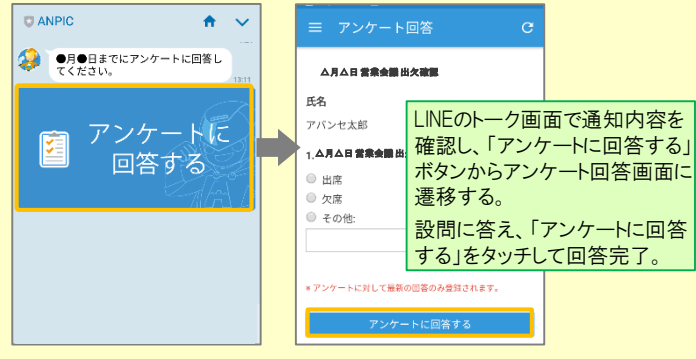 ANPIC
●月●日までにアンケートに回答し
てください。
13:11
アンケートに
回答する
アンケート回答
△月△日 営業会議 出欠確認
氏名
アバンセ太郎
1.△月△日 営業会議 出
出席
欠席
その他:
* アンケートに対して最新の回答のみ登録されます。
アンケートに回答する
LINEのトーク画面で通知内容を
確認し、「アンケートに回答する」
ボタンからアンケート回答画面に
遷移する。
設問に答え、「アンケートに回答
する」をタッチして回答完了。